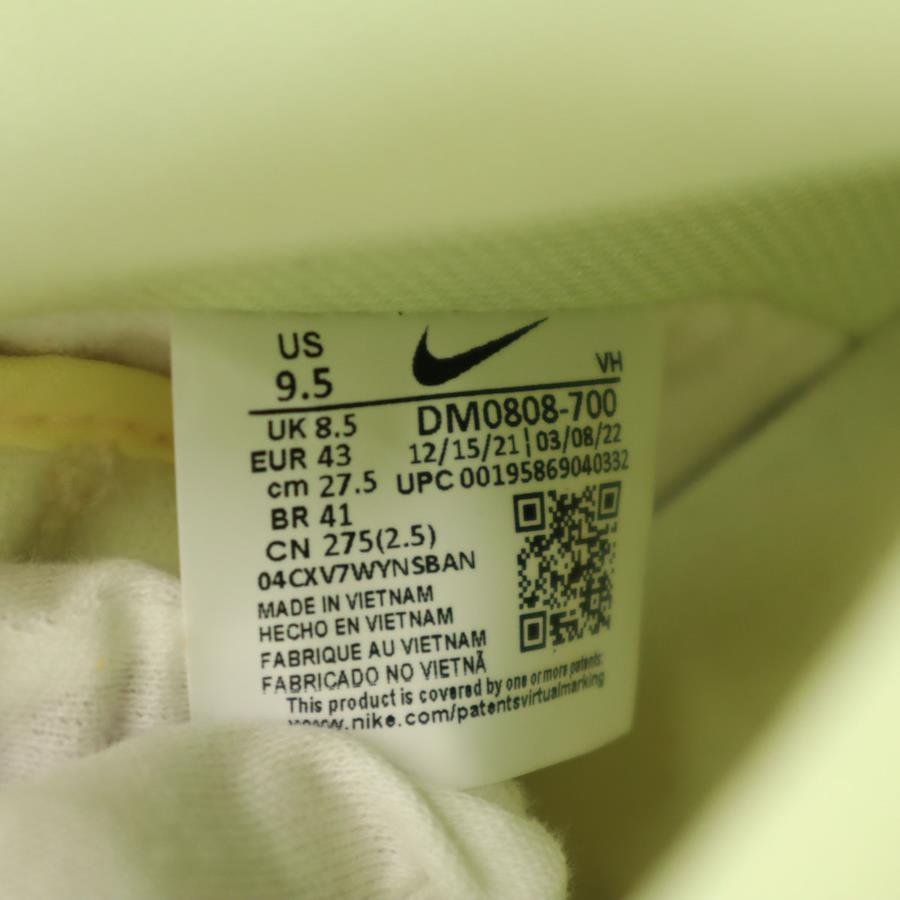 US
9.5
VH
UK 8.5
DM0808-700
EUR 43
12/15/21|03/08/22
cm 27.5
UPC 00195869040332
BR 41
CN 275(2.5)
04CXV7WYNSBAN
MADE IN VIETNAM
HECHO EN VIETNAM
FABRIQUE AU VIETNAM
FABRICADO NO VIETNÃ
This product is covered by one or more patents:
www.nike.com/patentsvirtualmarking